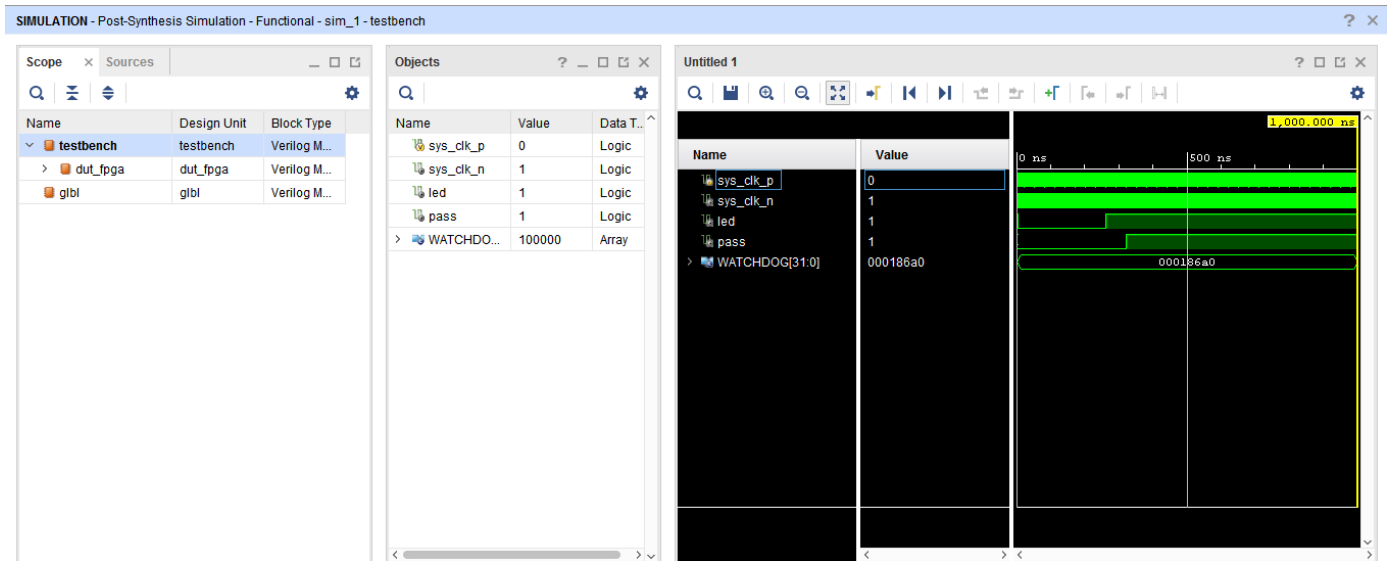 SIMULATION - Post-Synthesis Simulation - Functional - sim_1 - testbench
Scope Sources
Name Design Unit Block Type
testbench testbench Verilog M...
dut_fpga dut_fpga Verilog M...
glbl glbl Verilog M...
Objects
Name Value Data T..
sys_clk_p 0 Logic
sys_clk_n 1 Logic
led 1 Logic
pass 1 Logic
WATCHDO... 100000 Array
Untitled 1
1,000.000 ns
Name Value
0 ns 500 ns
sys_clk_p 0
sys_clk_n 1
led 1
pass 1
WATCHDOG[31:0] 000186a0 000186a0